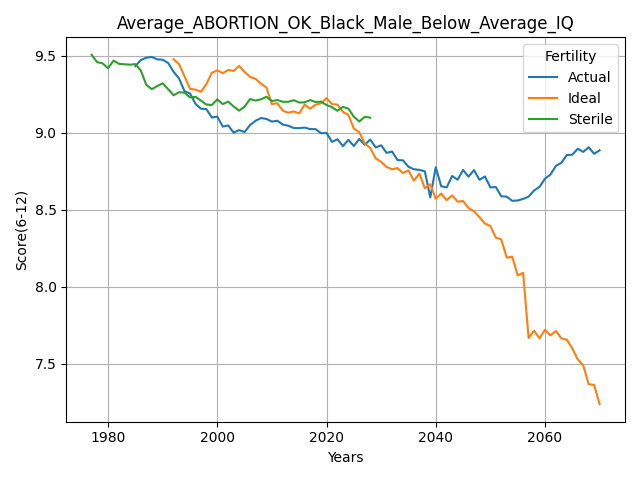 Average_ABORTION_OK_Black_Male_Below_Average_IQ
Fertility
Actual
Ideal
Sterile
Score(6-12)
9.5
9.0
8.5
8.0
7.5
1980
2000
2020
2040
2060
Years